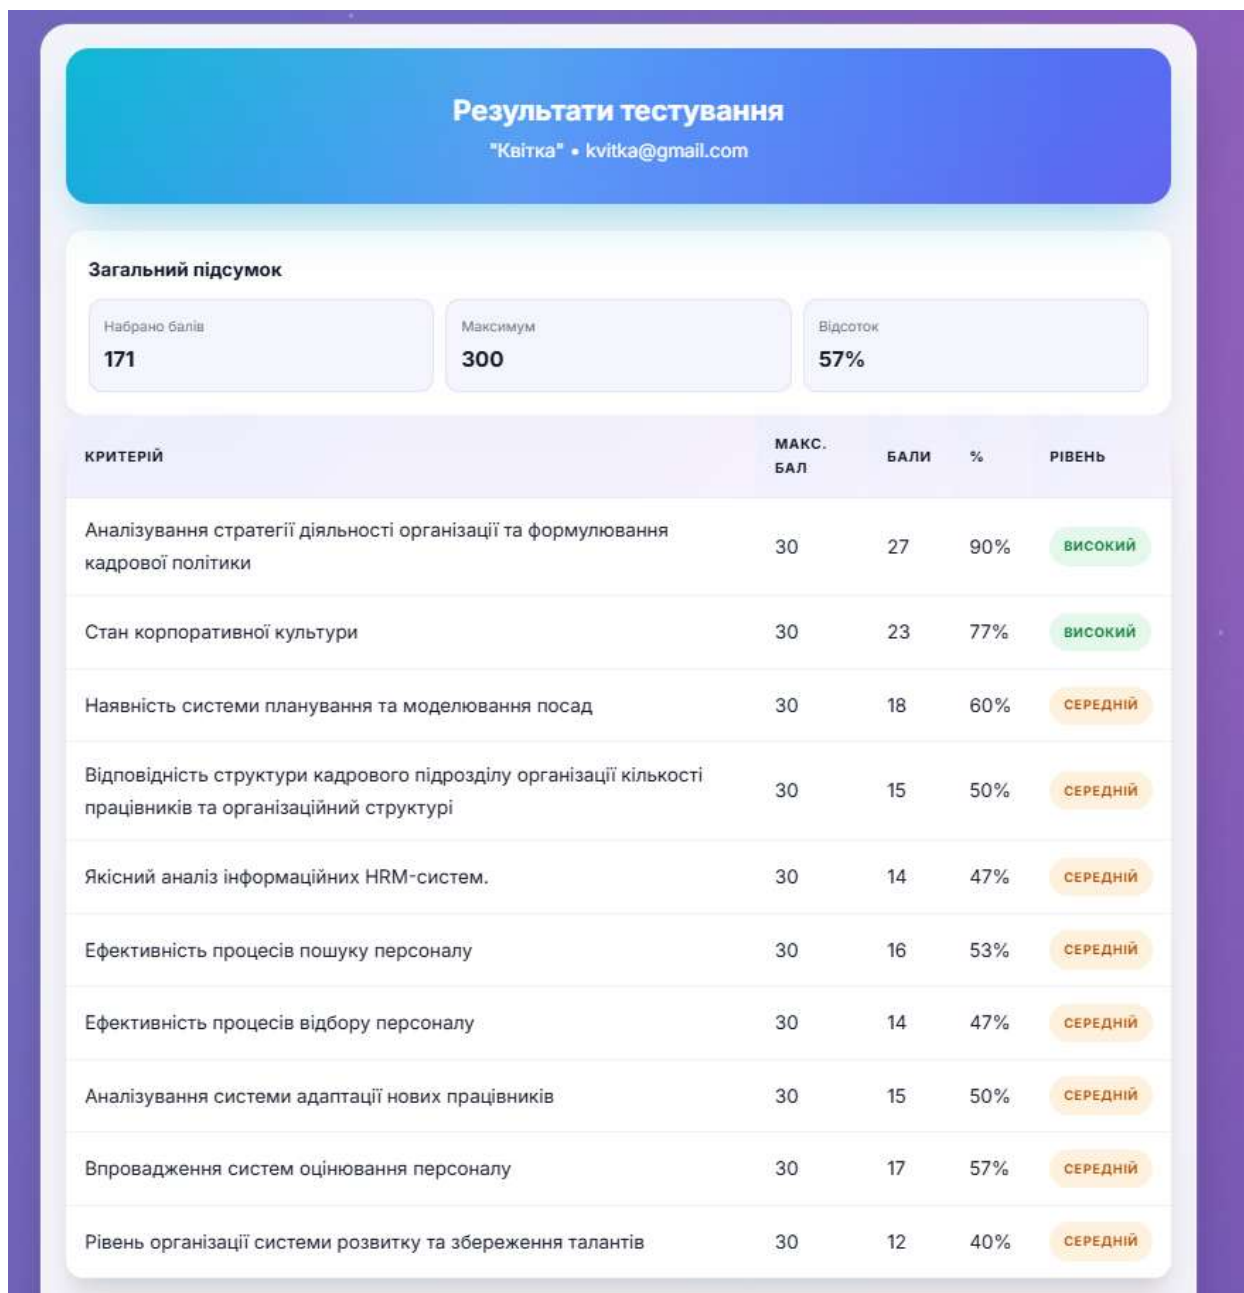 Результати тестування
"Квітка" • kvitka@gmail.com
Загальний підсумок
Набрано балів
171
Максимум
300
Відсоток
57%
КРИТЕРІЙ МАКС. БАЛ БАЛИ % РІВЕНЬ
Аналізування стратегії діяльності організації та формулювання
кадрової політики 30 27 90% ВИСОКИЙ
Стан корпоративної культури 30 23 77% ВИСОКИЙ
Наявність системи планування та моделювання посад 30 18 60% СЕРЕДНІЙ
Відповідність структури кадрового підрозділу організації кількості
працівників та організаційний структурі 30 15 50% СЕРЕДНІЙ
Якісний аналіз інформаційних HRM-систем. 30 14 47% СЕРЕДНІЙ
Ефективність процесів пошуку персоналу 30 16 53% СЕРЕДНІЙ
Ефективність процесів відбору персоналу 30 14 47% СЕРЕДНІЙ
Аналізування системи адаптації нових працівників 30 15 50% СЕРЕДНІЙ
Впровадження систем оцінювання персоналу 30 17 57% СЕРЕДНІЙ
Рівень організації системи розвитку та збереження талантів 30 12 40% СЕРЕДНІЙ